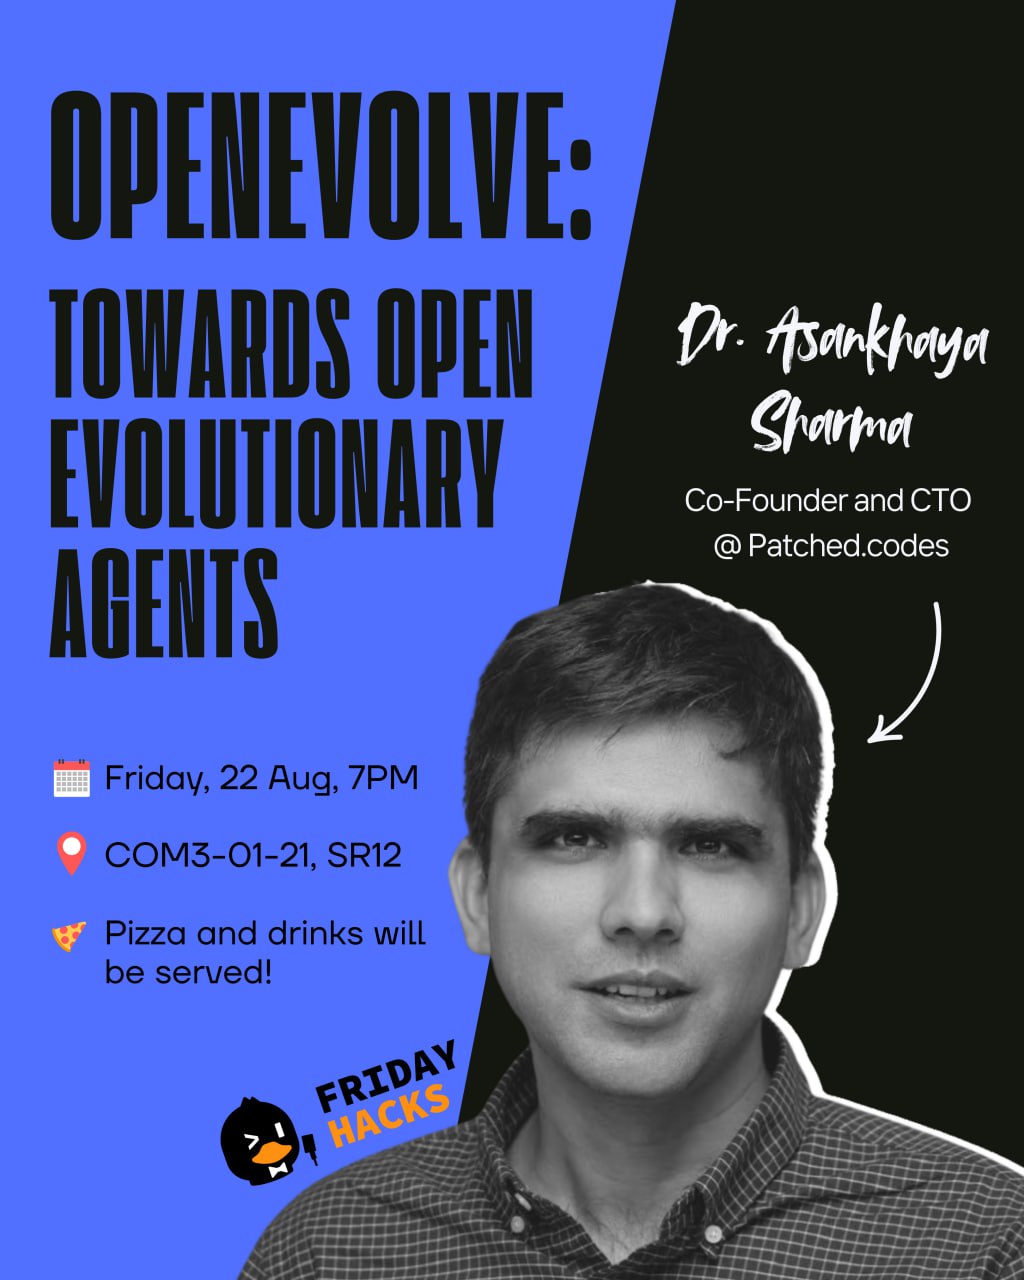 OPENEVOLVE:
TOWARDS OPEN
EVOLUTIONARY
AGENTS
Dr. Asankhaya
Sharma
Co-Founder and CTO
@ Patched.codes
Friday, 22 Aug, 7PM
COM3-01-21, SR12
Pizza and drinks will
be served!
FRIDAY
HACKS